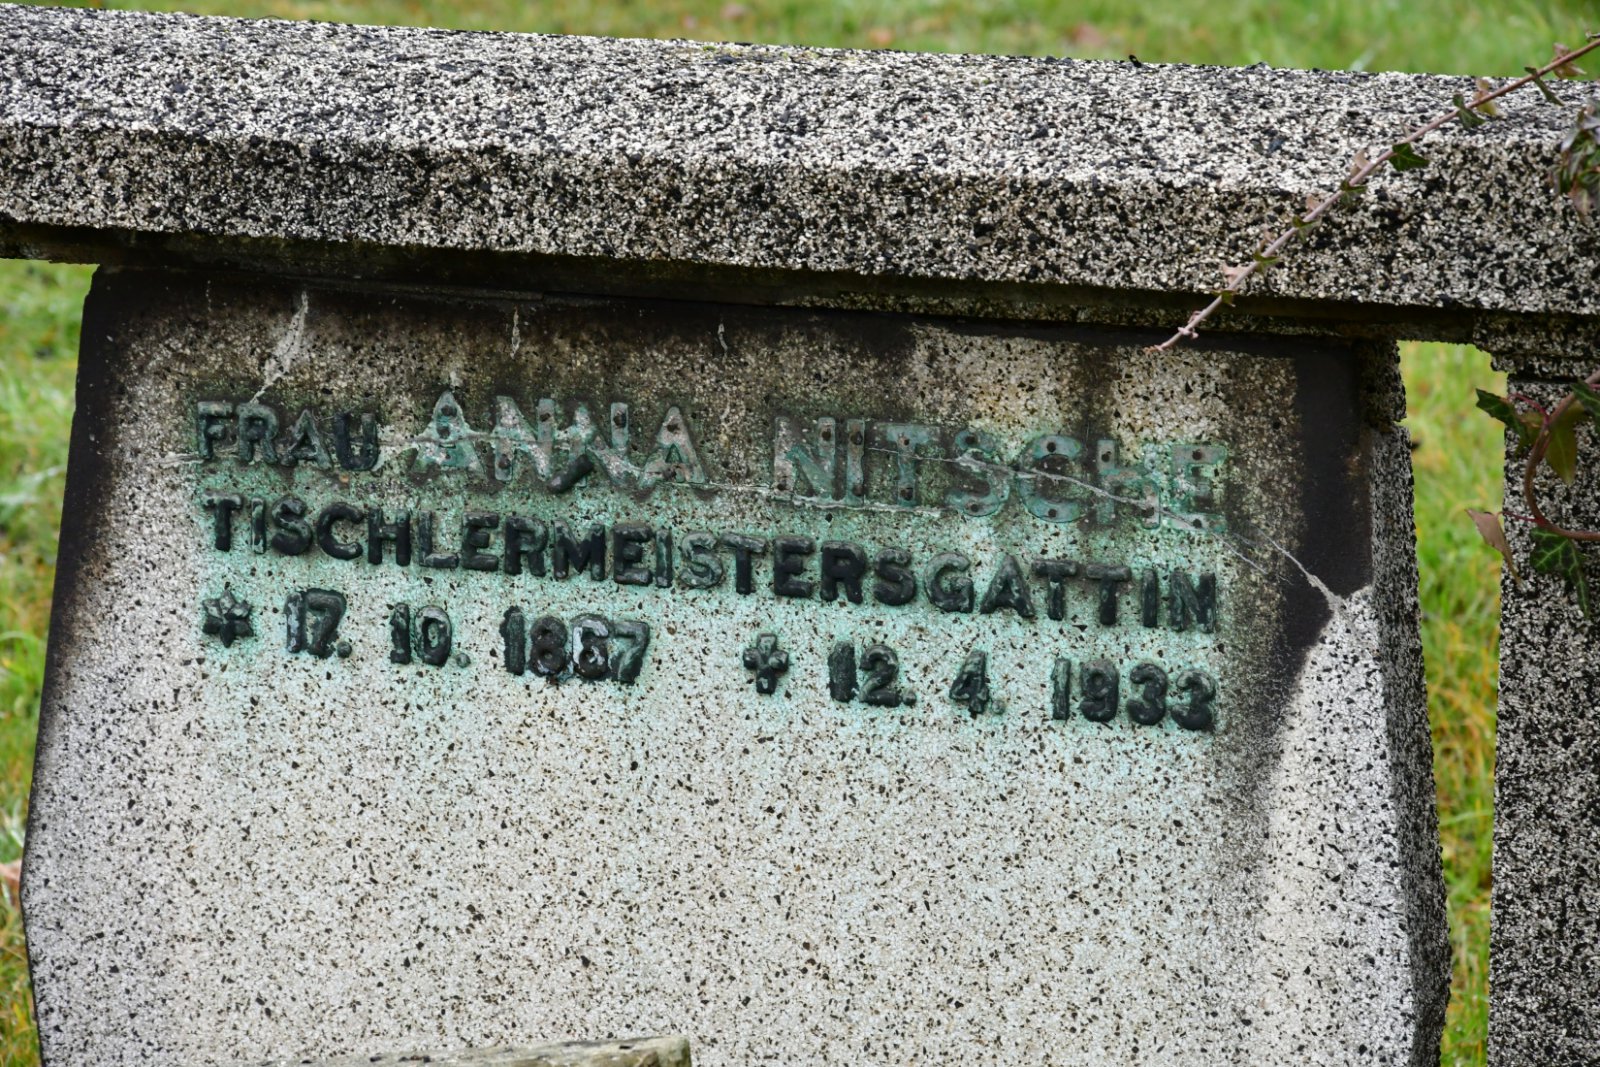 FRAU ANNA NITSCHE
TISCHLERMEISTERSGATTIN
* 17. 10. 1867 ✝ 12. 4. 1933